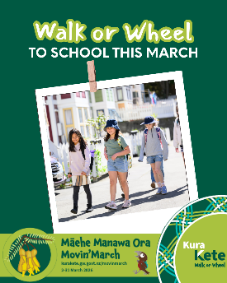 Walk or Wheel
TO SCHOOL THIS MARCH
Māehe Manawa Ora
Movin'March
Kura
Kete
Walk or Wheel